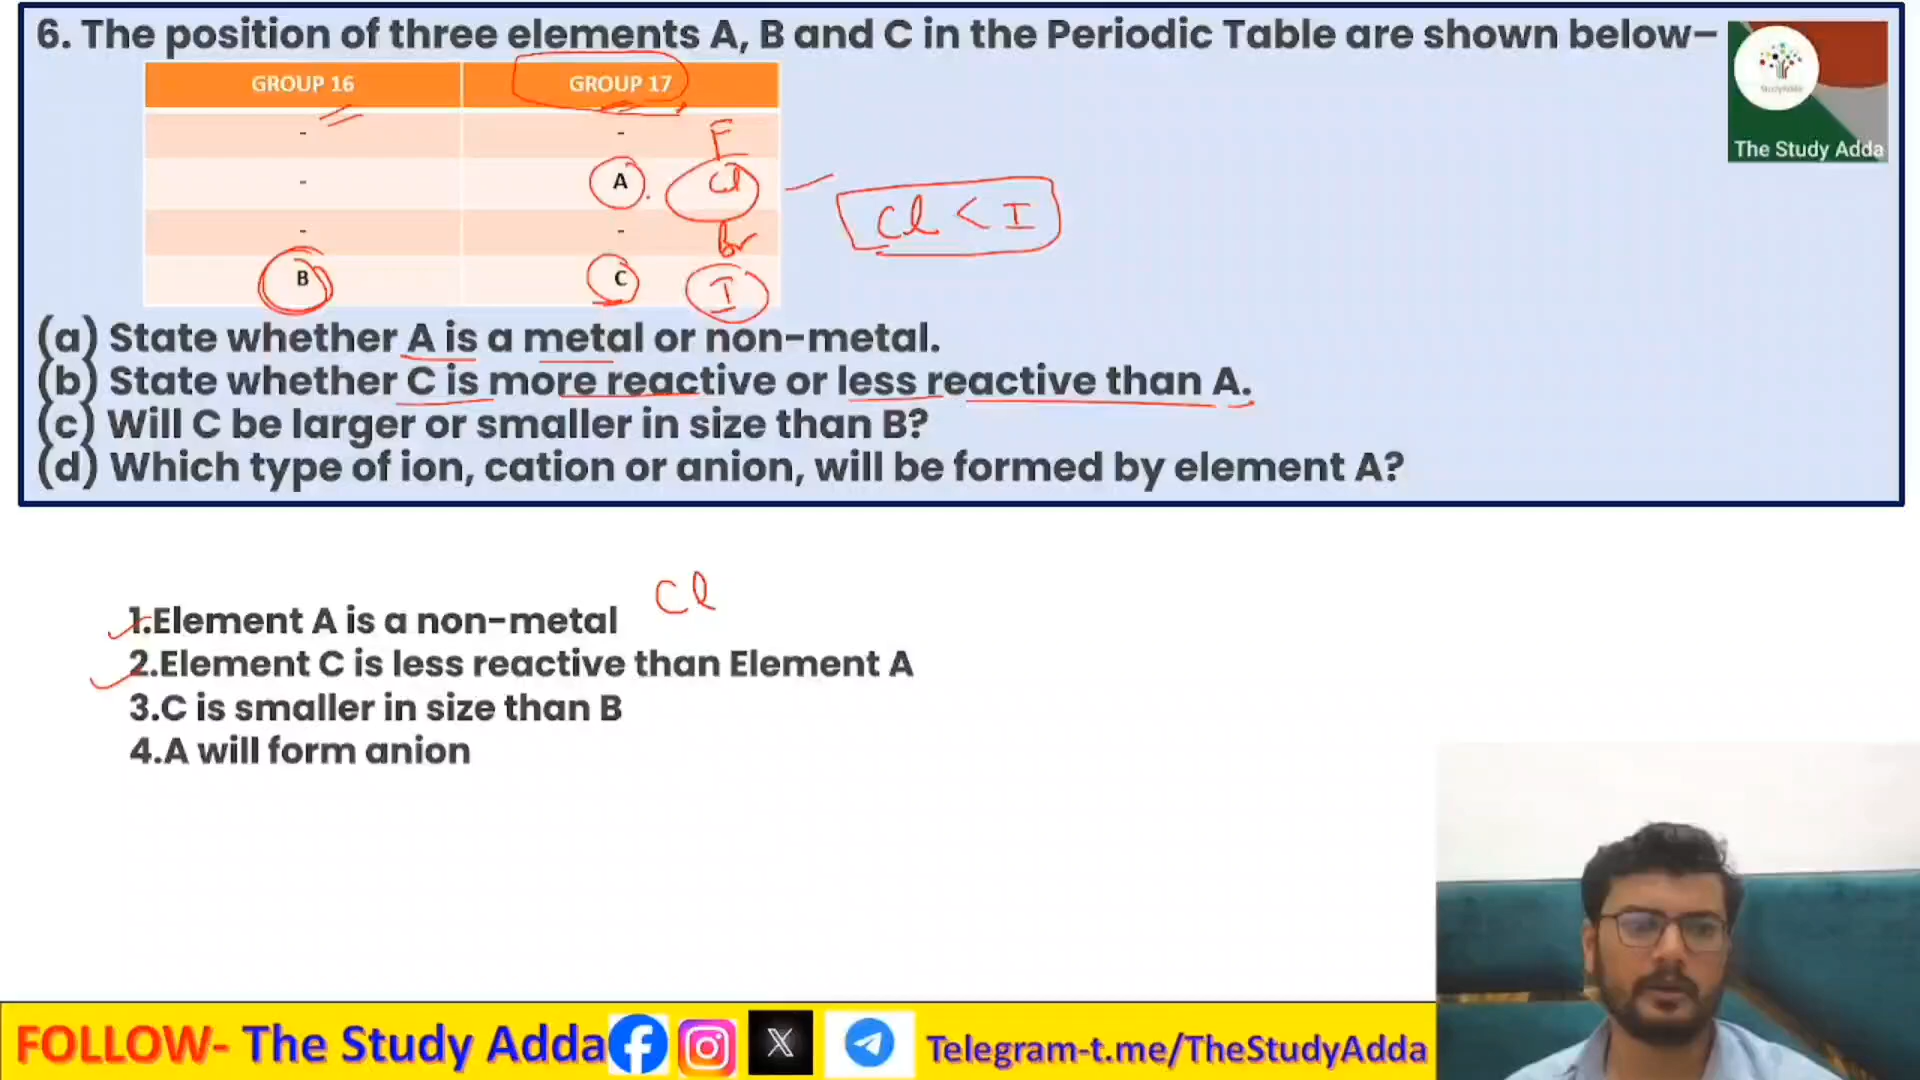 6. The position of three elements A, B and C in the Periodic Table are shown below–
GROUP 16 GROUP 17
- - F
- A Cl
Cl < I
- - Br
B C I
StudyAdda
The Study Adda
(a) State whether A is a metal or non-metal.
(b) State whether C is more reactive or less reactive than A.
(c) Will C be larger or smaller in size than B?
(d) Which type of ion, cation or anion, will be formed by element A?
Cl
1.Element A is a non-metal
2.Element C is less reactive than Element A
3.C is smaller in size than B
4.A will form anion
FOLLOW- The Study Adda Telegram-t.me/TheStudyAdda